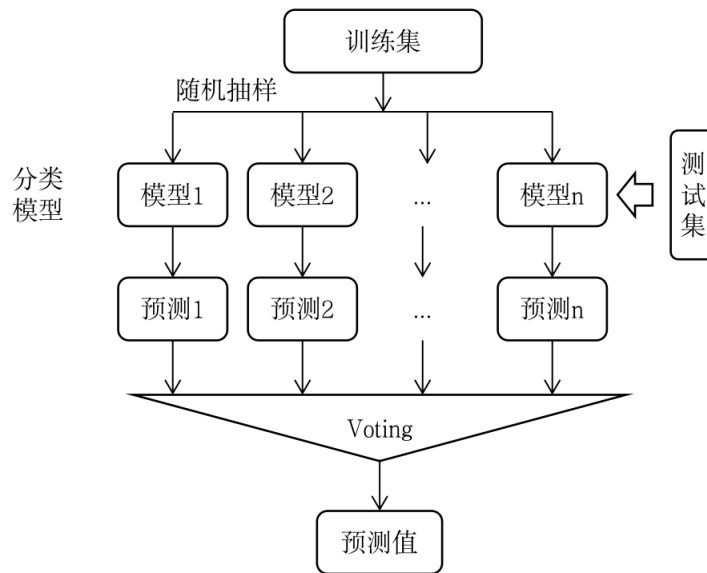 训练集
随机抽样
分类
模型
模型1
模型2
...
模型n
测
试
集
预测1
预测2
...
预测n
Voting
预测值